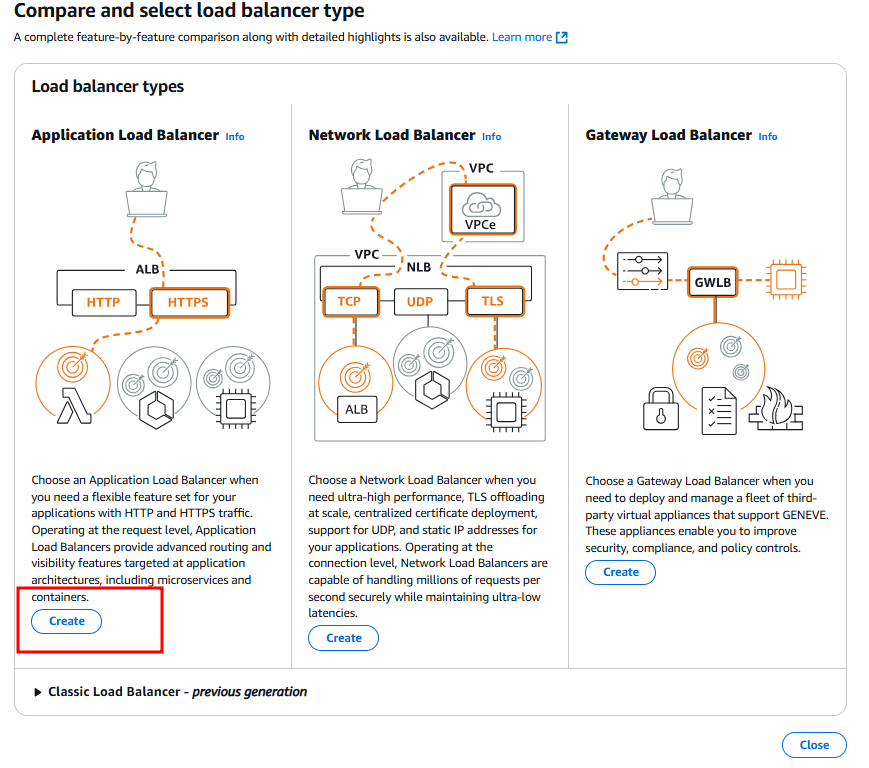 Compare and select load balancer type
A complete feature-by-feature comparison along with detailed highlights is also available. Learn more
Load balancer types
Application Load Balancer Info
ALB
HTTP
HTTPS
Choose an Application Load Balancer when
you need a flexible feature set for your
applications with HTTP and HTTPS traffic.
Operating at the request level, Application
Load Balancers provide advanced routing and
visibility features targeted at application
architectures, including microservices and
containers.
Create
Network Load Balancer Info
VPC
VPCe
VPC
NLB
TCP
UDP
TLS
ALB
Choose a Network Load Balancer when you
need ultra-high performance, TLS offloading
at scale, centralized certificate deployment,
support for UDP, and static IP addresses for
your applications. Operating at the
connection level, Network Load Balancers are
capable of handling millions of requests per
second securely while maintaining ultra-low
latencies.
Create
Gateway Load Balancer Info
GWLB
Choose a Gateway Load Balancer when you
need to deploy and manage a fleet of third-
party virtual appliances that support GENEVE.
These appliances enable you to improve
security, compliance, and policy controls.
Create
Classic Load Balancer - previous generation
Close